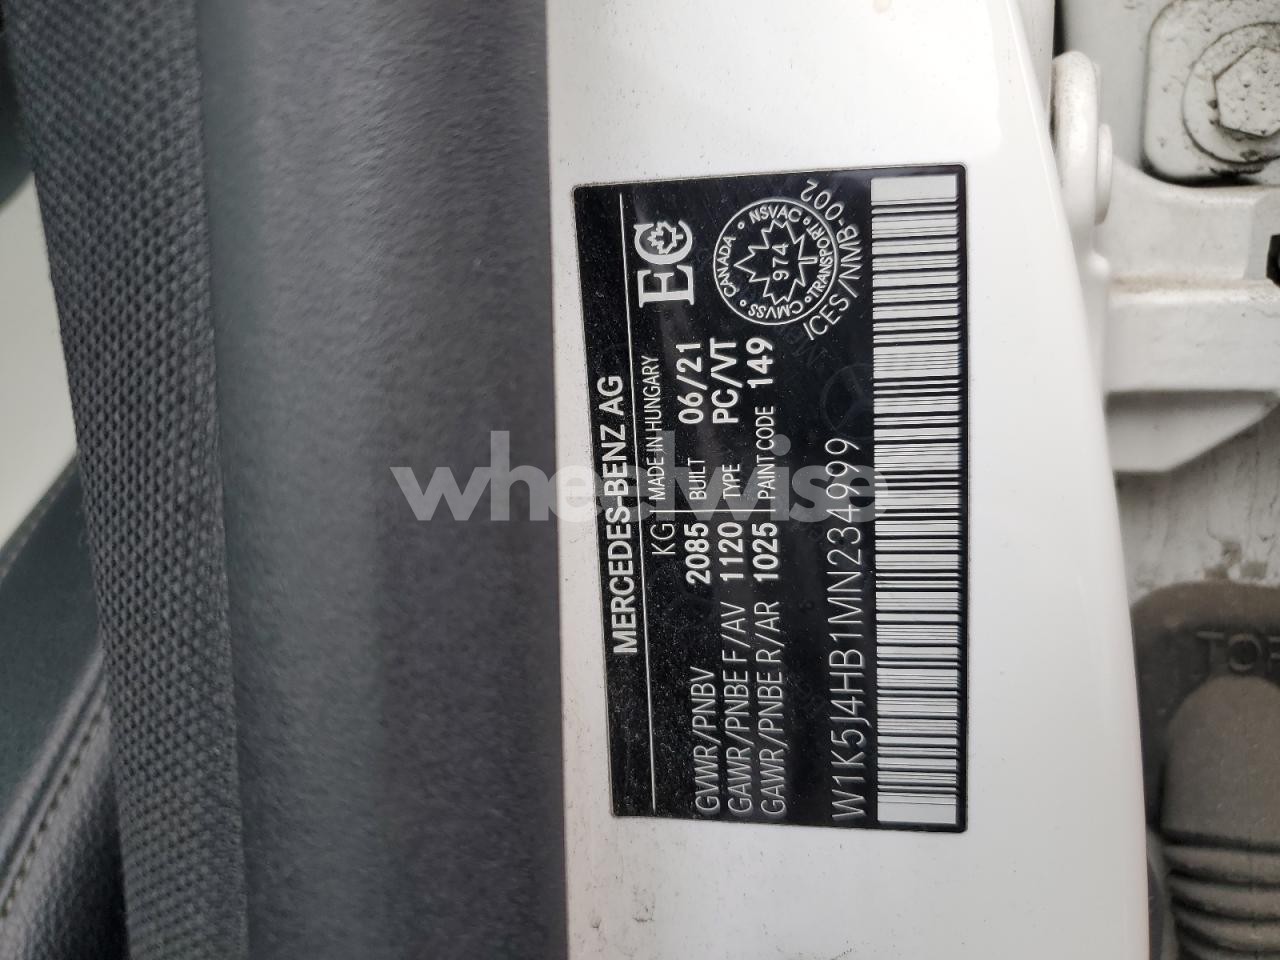 MERCEDES-BENZ AG
KG MADE IN HUNGARY
GVWR/PNBV 2085 BUILT 06/21
GAWR/PNBE F/AV 1120 TYPE PC/VT
GAWR/PNBE R/AR 1025 PAINT CODE 149
EC
CANADA NSVAC TRANSPORT CMVSS
974
ICES/NMB-002
W1K5J4HB1MN234999
wheelwise